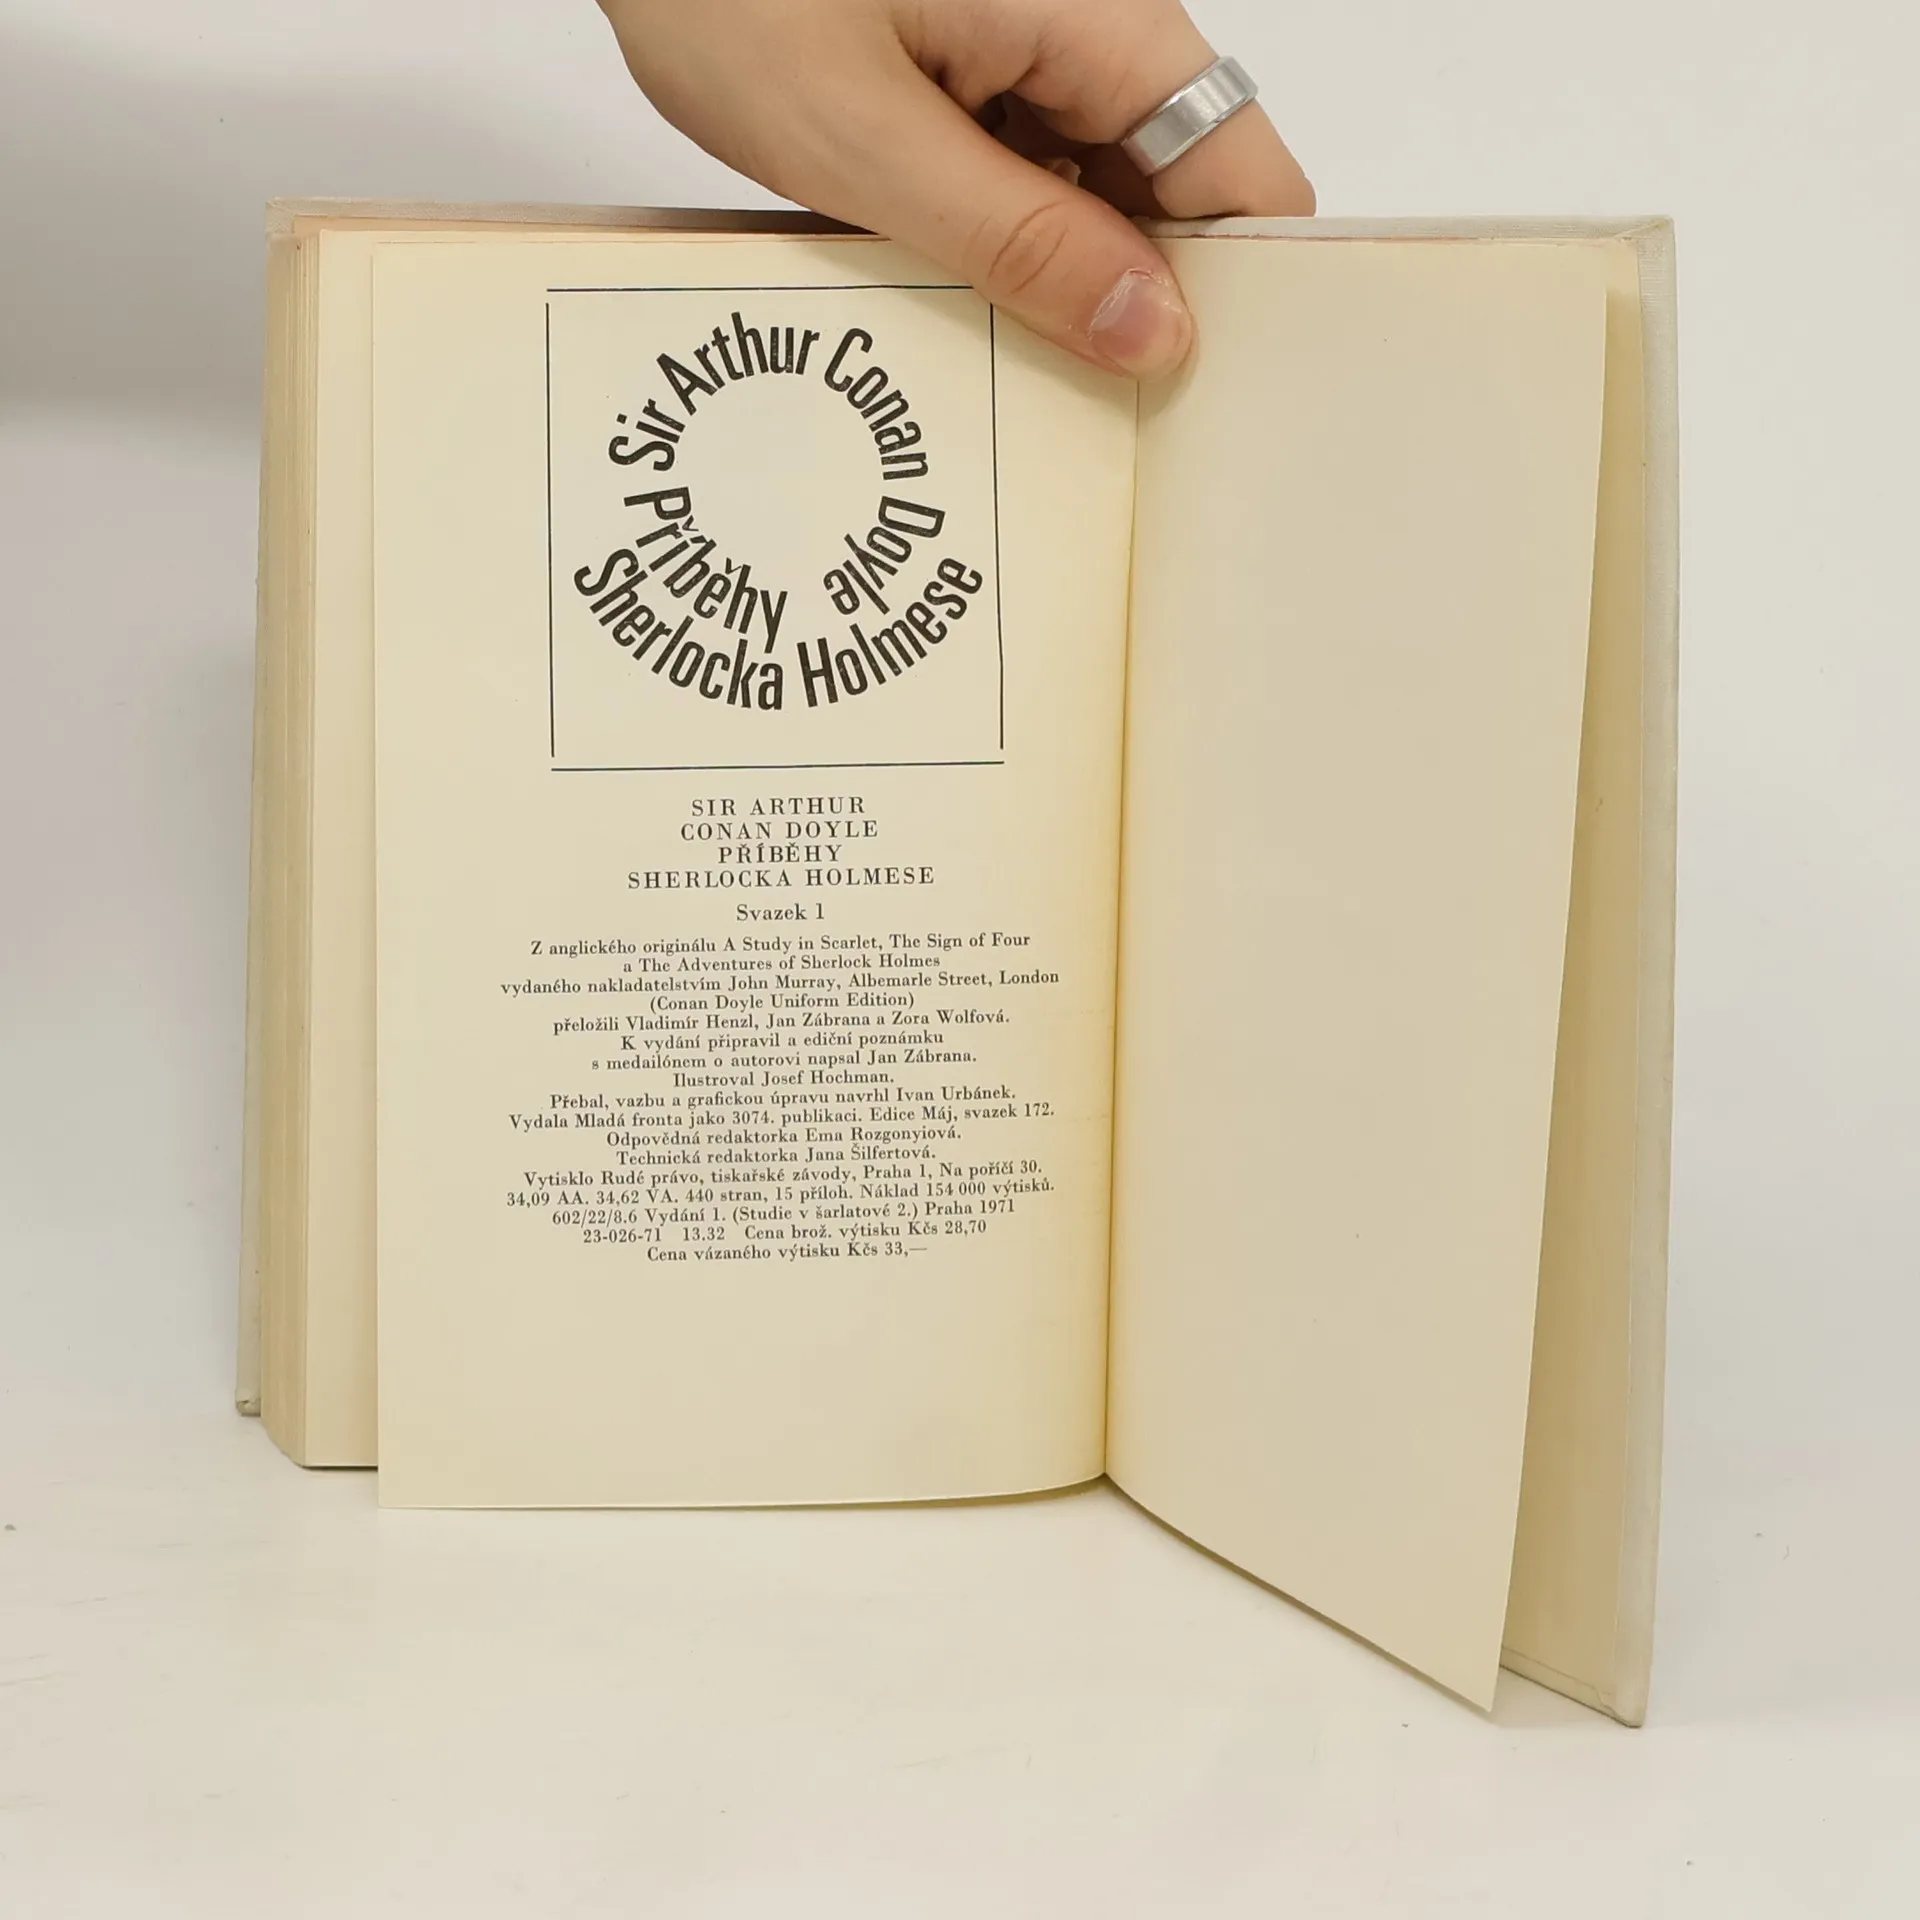 Sir Arthur Conan Doyle
Příběhy
Sherlocka Holmese
SIR ARTHUR
CONAN DOYLE
PŘÍBĚHY
SHERLOCKA HOLMESE
Svazek 1
Z anglického originálu A Study in Scarlet, The Sign of Four
a The Adventures of Sherlock Holmes
vydaného nakladatelstvím John Murray, Albemarle Street, London
(Conan Doyle Uniform Edition)
přeložili Vladimír Henzl, Jan Zábrana a Zora Wolfová.
K vydání připravil a ediční poznámku
s medailónem o autorovi napsal Jan Zábrana.
Ilustroval Josef Hochman.
Přebal, vazbu a grafickou úpravu navrhl Ivan Urbánek.
Vydala Mladá fronta jako 3074. publikaci. Edice Máj, svazek 172.
Odpovědná redaktorka Ema Rozgonyiová.
Technická redaktorka Jana Šilfertová.
Vytisklo Rudé právo, tiskařské závody, Praha 1, Na poříčí 30.
34,09 AA. 34,62 VA. 440 stran, 15 příloh. Náklad 154 000 výtisků.
602/22/8.6 Vydání 1. (Studie v šarlatové 2.) Praha 1971
23-026-71 13.32 Cena brož. výtisku Kčs 28,70
Cena vázaného výtisku Kčs 33,—